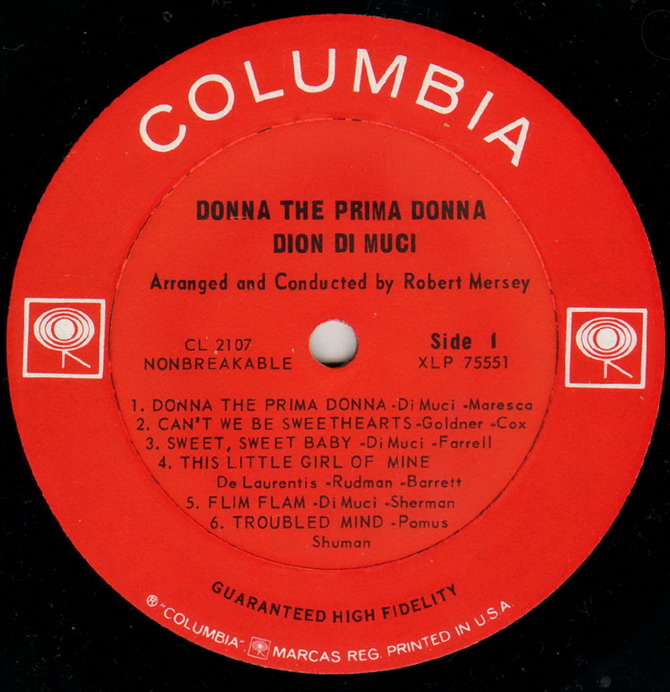 COLUMBIA
DONNA THE PRIMA DONNA
DION DI MUCI
Arranged and Conducted by Robert Mersey
CL 2107
NONBREAKABLE
Side 1
XLP 75551
1. DONNA THE PRIMA DONNA -Di Muci -Maresca
2. CAN'T WE BE SWEETHEARTS -Goldner -Cox
3. SWEET, SWEET BABY -Di Muci -Farrell
4. THIS LITTLE GIRL OF MINE
De Laurentis -Rudman -Barrett
5. FLIM FLAM -Di Muci -Sherman
6. TROUBLED MIND -Pomus
Shuman
GUARANTEED HIGH FIDELITY
® "COLUMBIA", MARCAS REG. PRINTED IN U.S.A.